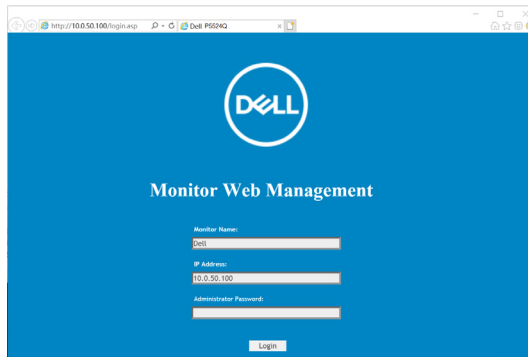 http://10.0.50.100/login.asp
Dell P5524Q
DELL
Monitor Web Management
Monitor Name:
Dell
IP Address:
10.0.50.100
Administrator Password:
Login